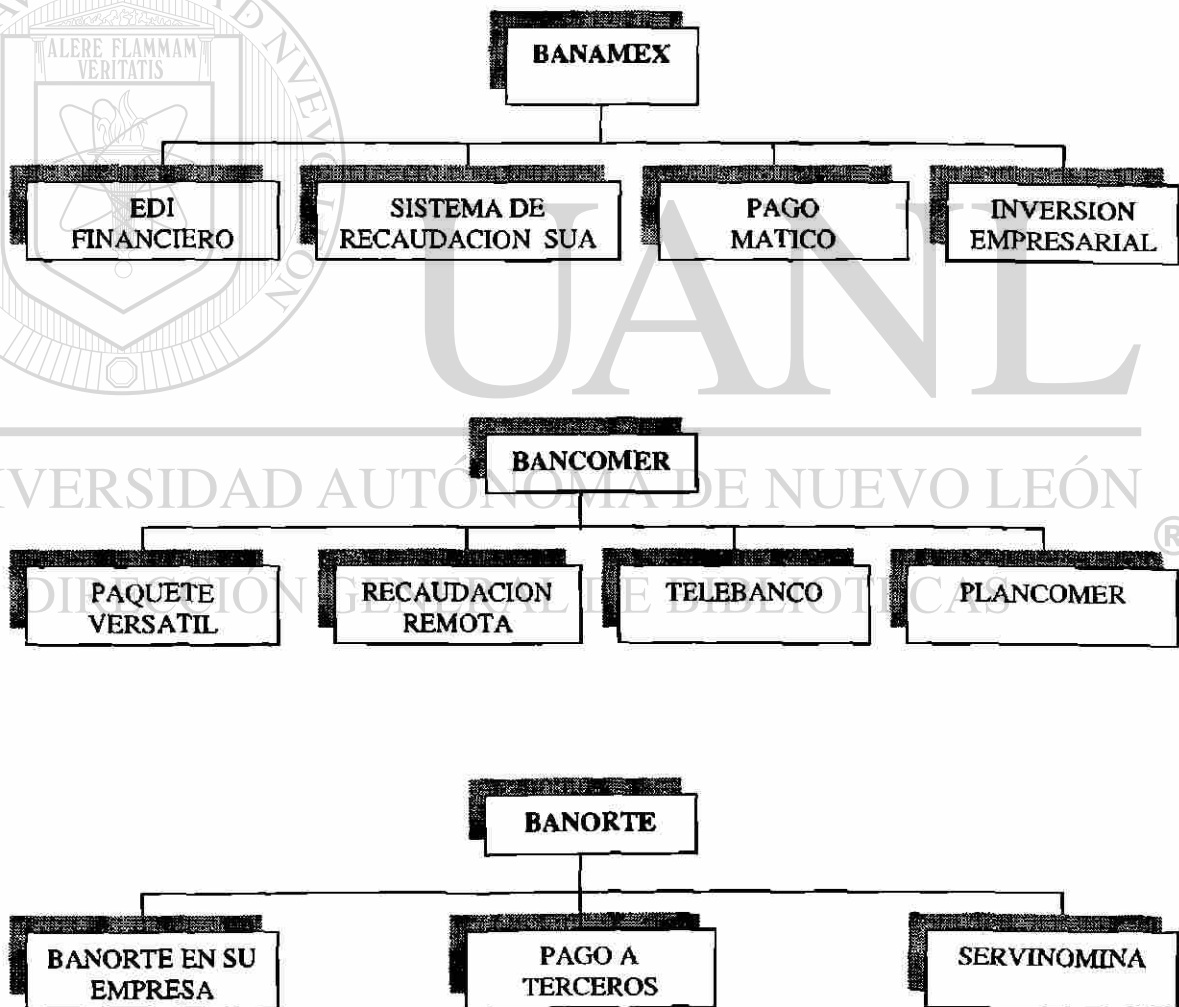 ALERE FLAMMAM
VERITATIS
BANAMEX
EDI
FINANCIERO
SISTEMA DE
RECAUDACION SUA
PAGO
MATICO
INVERSION
EMPRESARIAL
UANL
BANCOMER
VERSIDAD AUTÓNOMA DE NUEVO LEÓN
®
PAQUETE
VERSATIL
RECAUDACION
REMOTA
TELEBANCO
PLANCOMER
DIRECCIÓN GENERAL DE BIBLIOTECAS
BANORTE
BANORTE EN SU
EMPRESA
PAGO A
TERCEROS
SERVINOMINA